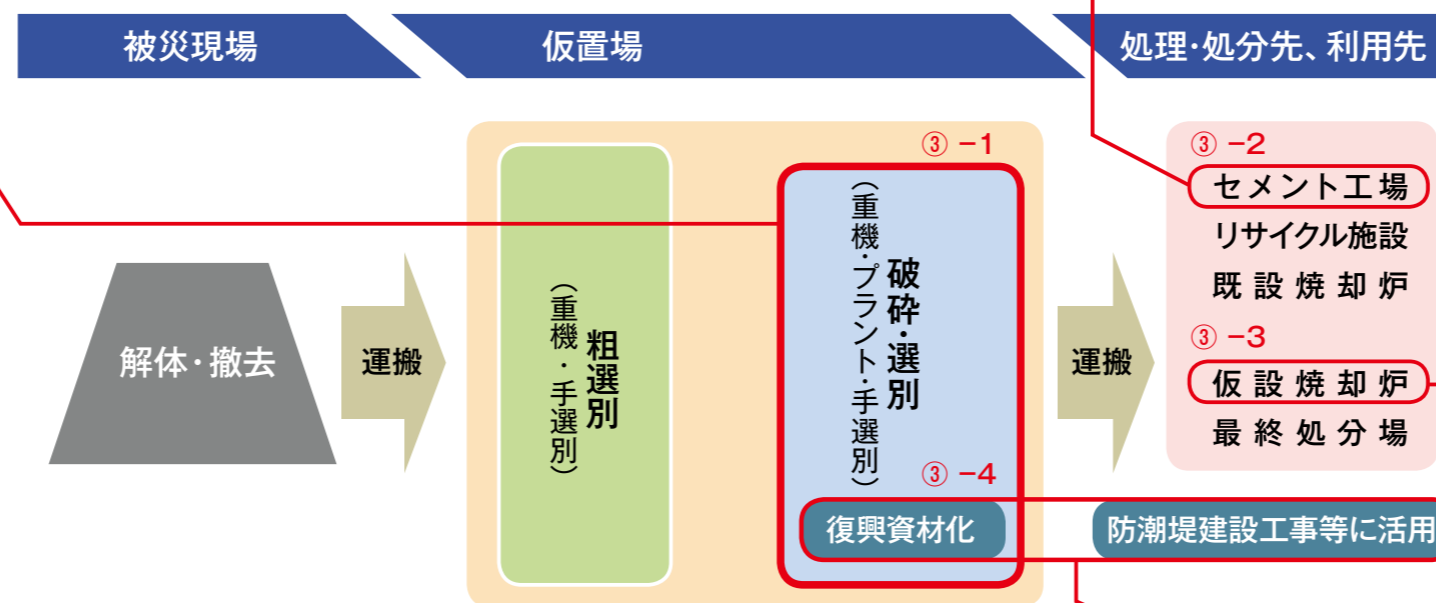 被災現場
仮置場
処理・処分先、利用先
解体・撤去
運搬
粗選別
（重機・手選別）
③－1
破砕・選別
（重機・プラント・手選別）
③－4
復興資材化
運搬
③－2
セメント工場
リサイクル施設
既設焼却炉
③－3
仮設焼却炉
最終処分場
防潮堤建設工事等に活用